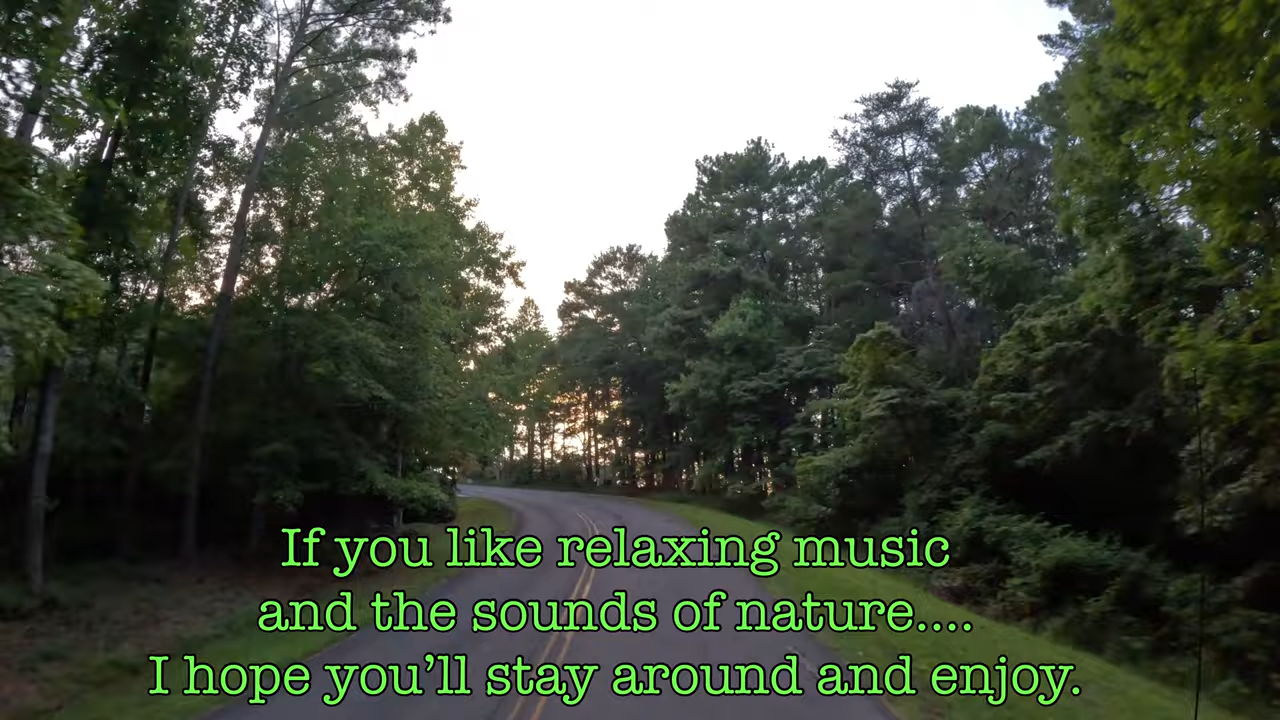 If you like relaxing music
and the sounds of nature....
I hope you’ll stay around and enjoy.